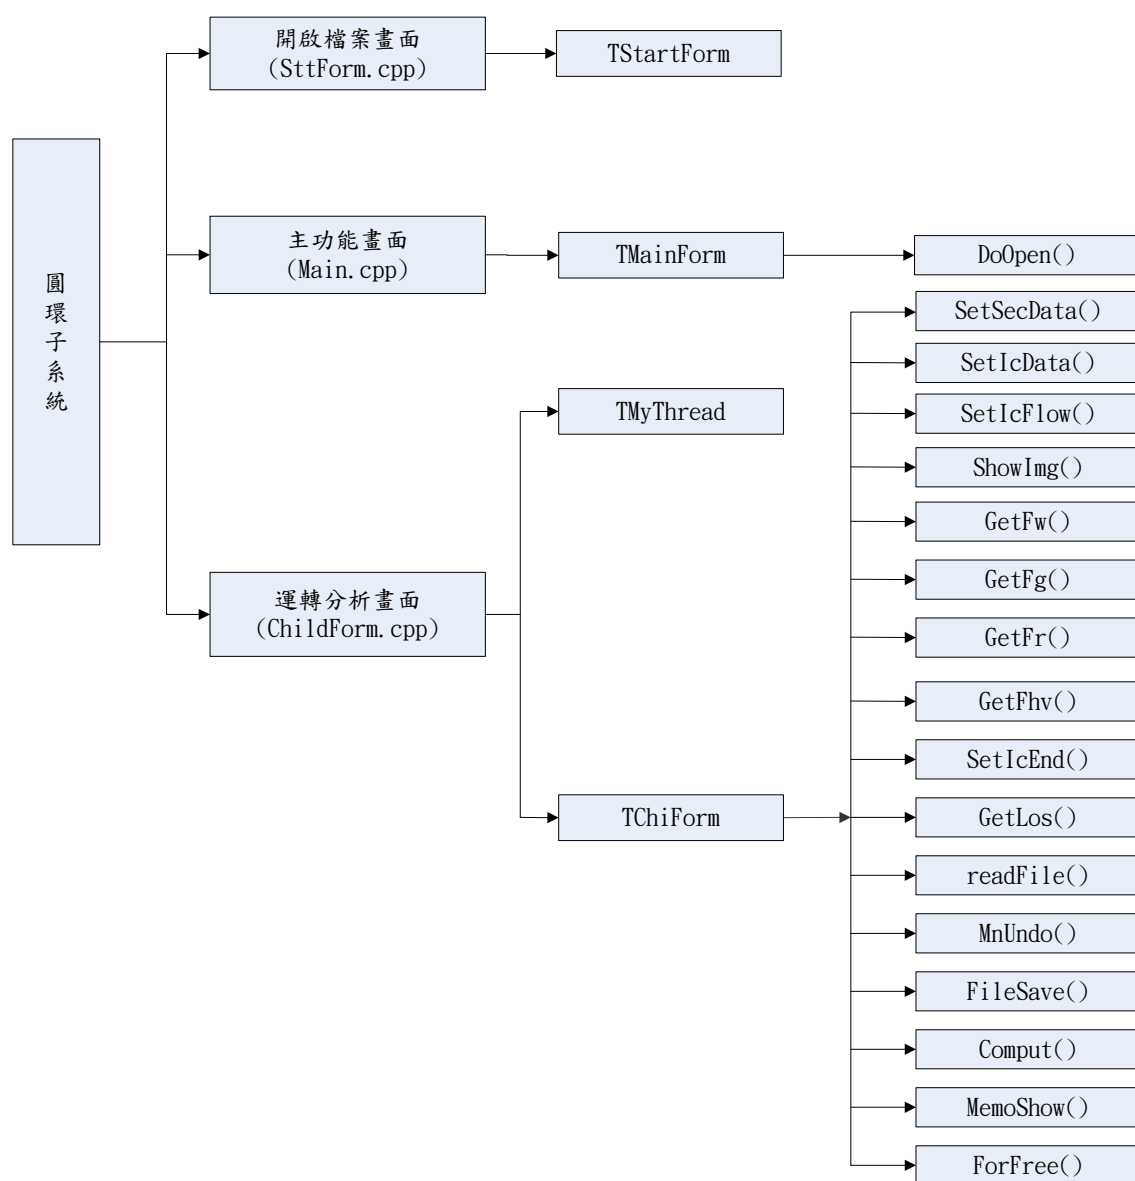 開啟檔案畫面
(SttForm.cpp)
TStartForm
圓
環
子
系
統
主功能畫面
(Main.cpp)
TMainForm
DoOpen()
運轉分析畫面
(ChildForm.cpp)
TMyThread
TChiForm
SetSecData()
SetIcData()
SetIcFlow()
ShowImg()
GetFw()
GetFg()
GetFr()
GetFhv()
SetIcEnd()
GetLos()
readFile()
MnUndo()
FileSave()
Comput()
MemoShow()
ForFree()